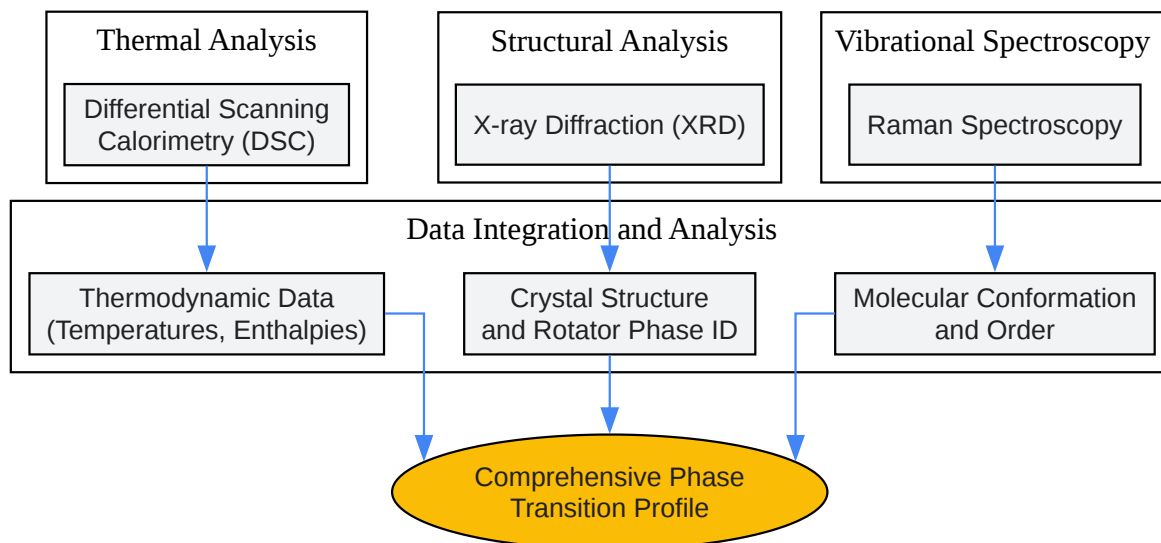 Thermal Analysis
Structural Analysis
Vibrational Spectroscopy
Differential Scanning
Calorimetry (DSC)
X-ray Diffraction (XRD)
Raman Spectroscopy
Data Integration and Analysis
Thermodynamic Data
(Temperatures, Enthalpies)
Crystal Structure
and Rotator Phase ID
Molecular Conformation
and Order
Comprehensive Phase
Transition Profile